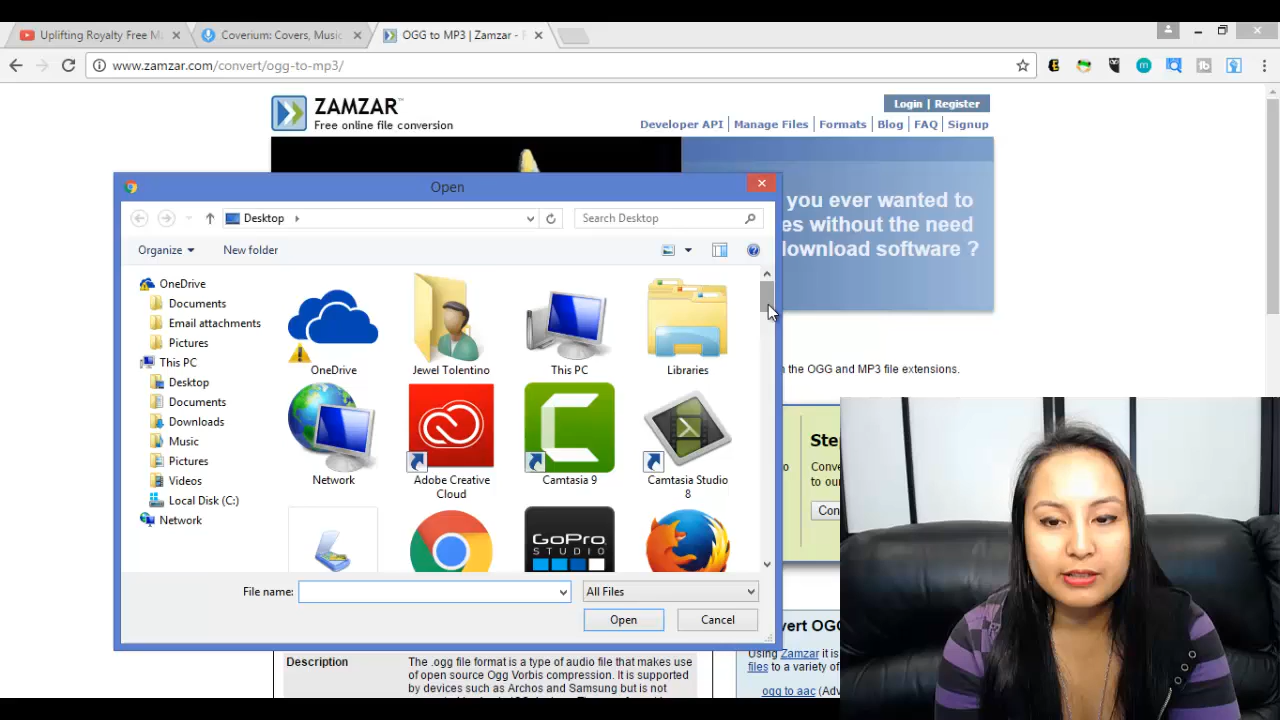 Uplifting Royalty Free M
Coverium: Covers, Music
OGG to MP3 | Zamzar -
www.zamzar.com/convert/ogg-to-mp3/
ZAMZAR
Free online file conversion
Login | Register
Developer API | Manage Files | Formats | Blog | FAQ | Signup
you ever wanted to
es without the need
ownload software ?
Open
Desktop
Search Desktop
Organize
New folder
OneDrive
Documents
Email attachments
Pictures
This PC
Desktop
Documents
Downloads
Music
Pictures
Videos
Local Disk (C:)
Network
OneDrive
Jewel Tolentino
This PC
Libraries
Network
Adobe Creative
Cloud
Camtasia 9
Camtasia Studio
8
GoPro
STUDIO
File name:
All Files
Open
Cancel
the OGG and MP3 file extensions.
Ste
Conve
to our
Con
vert OG
Using Zamzar it is
files to a variety of
ogg to aac (Adv
Description
The .ogg file format is a type of audio file that makes use
of open source Ogg Vorbis compression. It is supported
by devices such as Archos and Samsung but is not